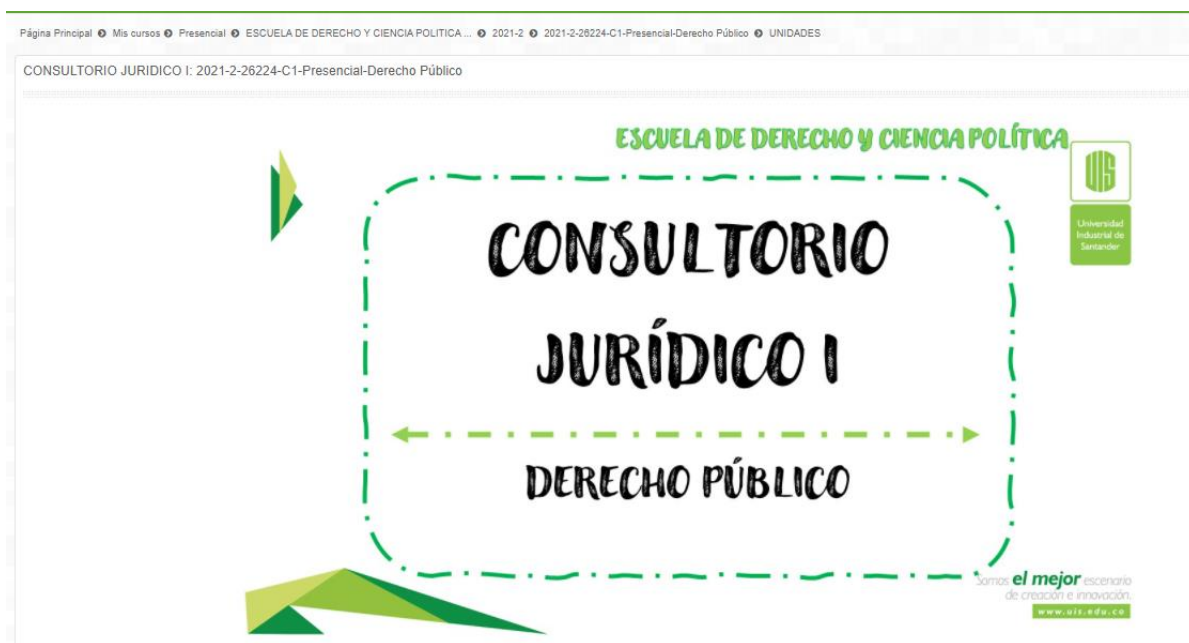 Página Principal Mis cursos Presencial ESCUELA DE DERECHO Y CIENCIA POLITICA ... 2021-2 2021-2-26224-C1-Presencial-Derecho Público UNIDADES
CONSULTORIO JURIDICO I: 2021-2-26224-C1-Presencial-Derecho Público
ESCUELA DE DERECHO Y CIENCIA POLÍTICA
UIS
Universidad
Industrial de
Santander
CONSULTORIO
JURÍDICO I
DERECHO PÚBLICO
Somos el mejor escenario
de creación e innovación.
www.uis.edu.co